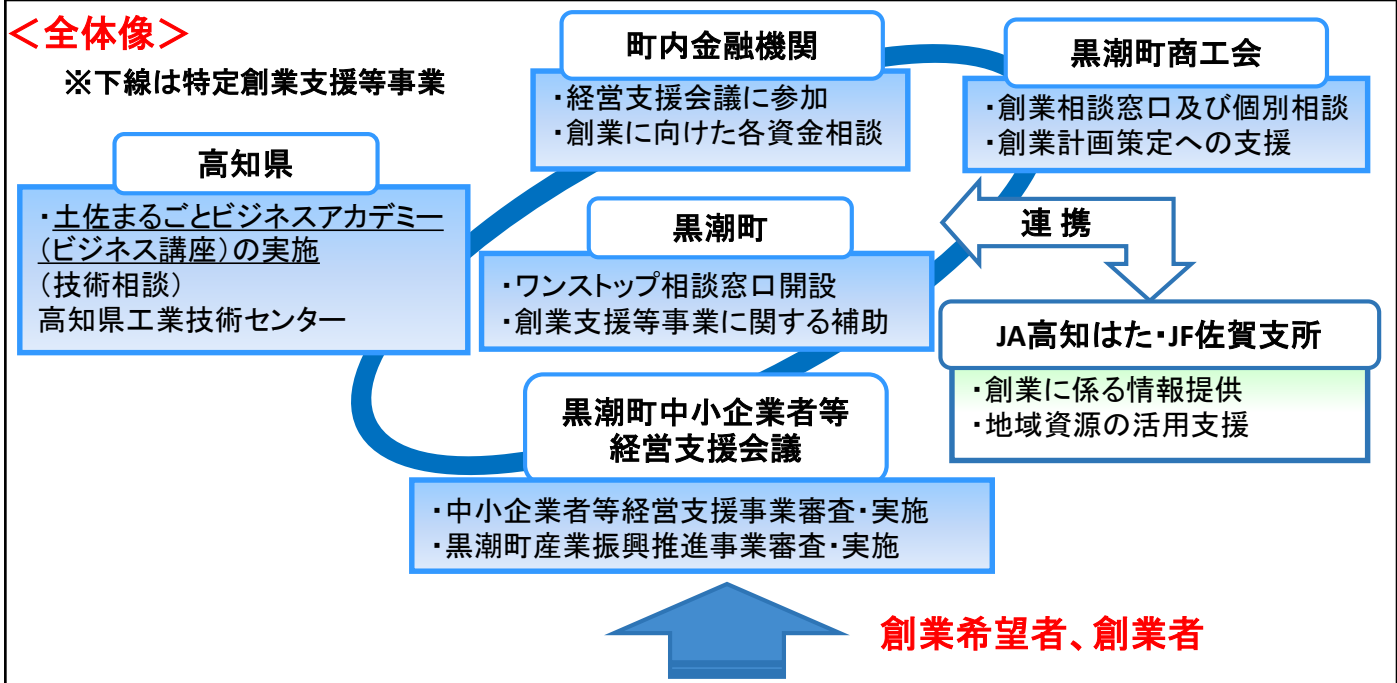 <全体像>
※下線は特定創業支援等事業
町内金融機関
・経営支援会議に参加
・創業に向けた各資金相談
黒潮町商工会
・創業相談窓口及び個別相談
・創業計画策定への支援
高知県
・土佐まるごとビジネスアカデミー
(ビジネス講座)の実施
(技術相談)
高知県工業技術センター
黒潮町
・ワンストップ相談窓口開設
・創業支援等事業に関する補助
連 携
JA高知はた・JF佐賀支所
・創業に係る情報提供
・地域資源の活用支援
黒潮町中小企業者等
経営支援会議
・中小企業者等経営支援事業審査・実施
・黒潮町産業振興推進事業審査・実施
創業希望者、創業者